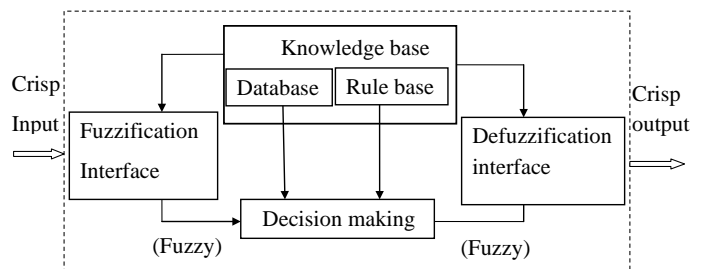 Knowledge base
Database
Rule base
Crisp
Input
Fuzzification
Interface
Defuzzification
interface
Crisp
output
Decision making
(Fuzzy)
(Fuzzy)